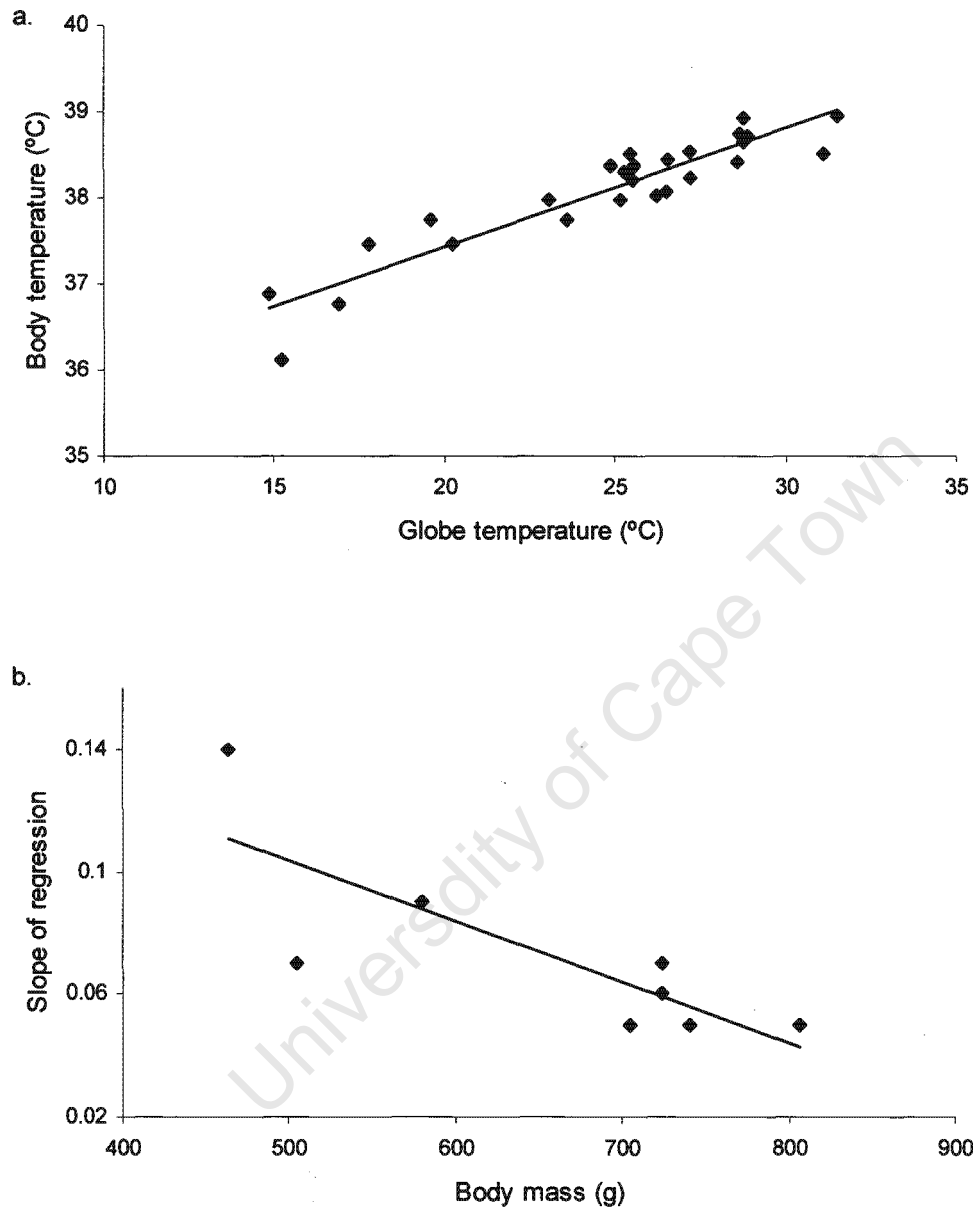 a.
40
39
38
37
36
35
Body temperature (ºC)
10 15 20 25 30 35
Globe temperature (ºC)
b.
0.14
0.1
0.06
0.02
Slope of regression
400 500 600 700 800 900
Body mass (g)
Universdity of Cape Town